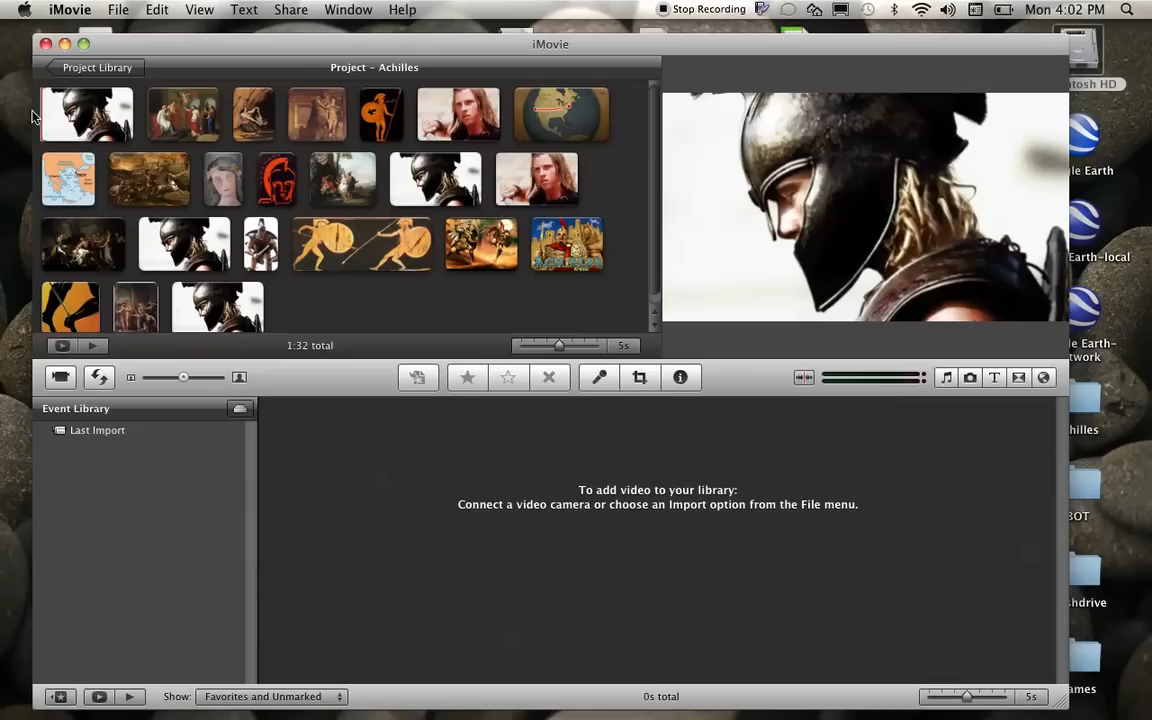 iMovie File Edit View Text Share Window Help Stop Recording Mon 4:02 PM
iMovie
Project Library
Project - Achilles
1:32 total
5s
intosh HD
le Earth
Earth-local
le Earth-
twork
hilles
BOT
shdrive
ames
Event Library
Last Import
To add video to your library:
Connect a video camera or choose an Import option from the File menu.
Show: Favorites and Unmarked
0s total
5s